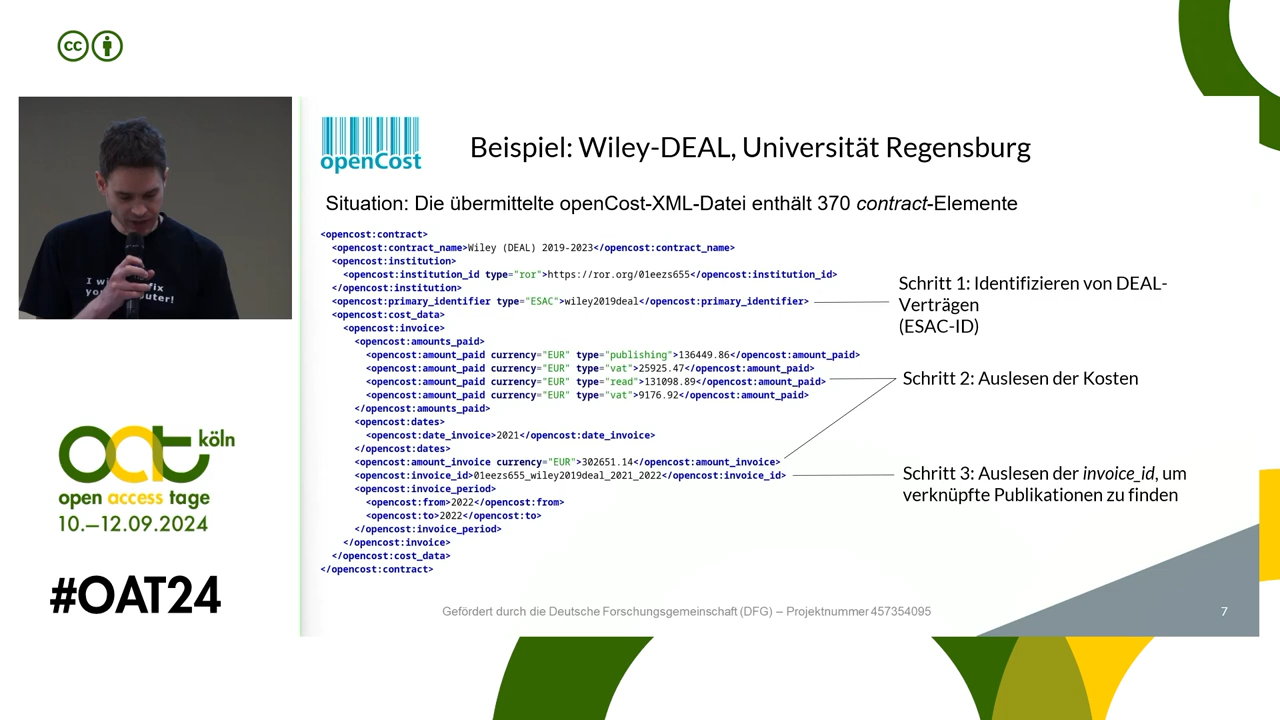 cc
I w fix
yo uter!
openCost
Beispiel: Wiley-DEAL, Universität Regensburg
Situation: Die übermittelte openCost-XML-Datei enthält 370 contract-Elemente
<opencost:contract>
<opencost:contract_name>Wiley (DEAL) 2019-2023</opencost:contract_name>
<opencost:institution>
<opencost:institution_id type="ror">https://ror.org/01eezs655</opencost:institution_id>
</opencost:institution>
<opencost:primary_identifier type="ESAC">wiley2019deal</opencost:primary_identifier>
<opencost:cost_data>
<opencost:invoice>
<opencost:amounts_paid>
<opencost:amount_paid currency="EUR" type="publishing">136449.86</opencost:amount_paid>
<opencost:amount_paid currency="EUR" type="vat">25925.47</opencost:amount_paid>
<opencost:amount_paid currency="EUR" type="read">131098.89</opencost:amount_paid>
<opencost:amount_paid currency="EUR" type="vat">9176.92</opencost:amount_paid>
</opencost:amounts_paid>
<opencost:dates>
<opencost:date_invoice>2021</opencost:date_invoice>
</opencost:dates>
<opencost:amount_invoice currency="EUR">302651.14</opencost:amount_invoice>
<opencost:invoice_id>01eezs655_wiley2019deal_2021_2022</opencost:invoice_id>
<opencost:invoice_period>
<opencost:from>2022</opencost:from>
<opencost:to>2022</opencost:to>
</opencost:invoice_period>
</opencost:invoice>
</opencost:cost_data>
</opencost:contract>
Schritt 1: Identifizieren von DEAL-
Verträgen
(ESAC-ID)
Schritt 2: Auslesen der Kosten
Schritt 3: Auslesen der invoice_id, um
verknüpfte Publikationen zu finden
Gefördert durch die Deutsche Forschungsgemeinschaft (DFG) – Projektnummer 457354095
7
oat köln
open access tage
10.–12.09.2024
#OAT24